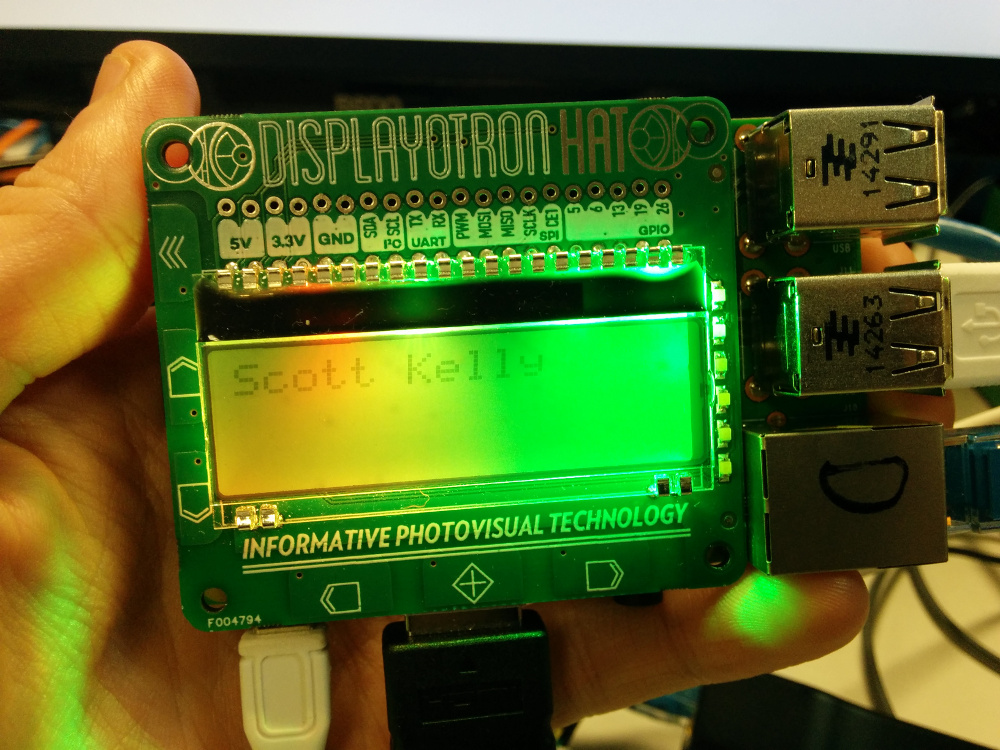 DISPLAYOTRON HAT
5V 3.3V GND SDA SCL I²C TX RX UART PWM MOSI MISO SCLK CE1 SPI 5 6 13 19 26 GPIO
Scott Kelly
INFORMATIVE PHOTOVISUAL TECHNOLOGY
F004794
14291
USB
14263
D